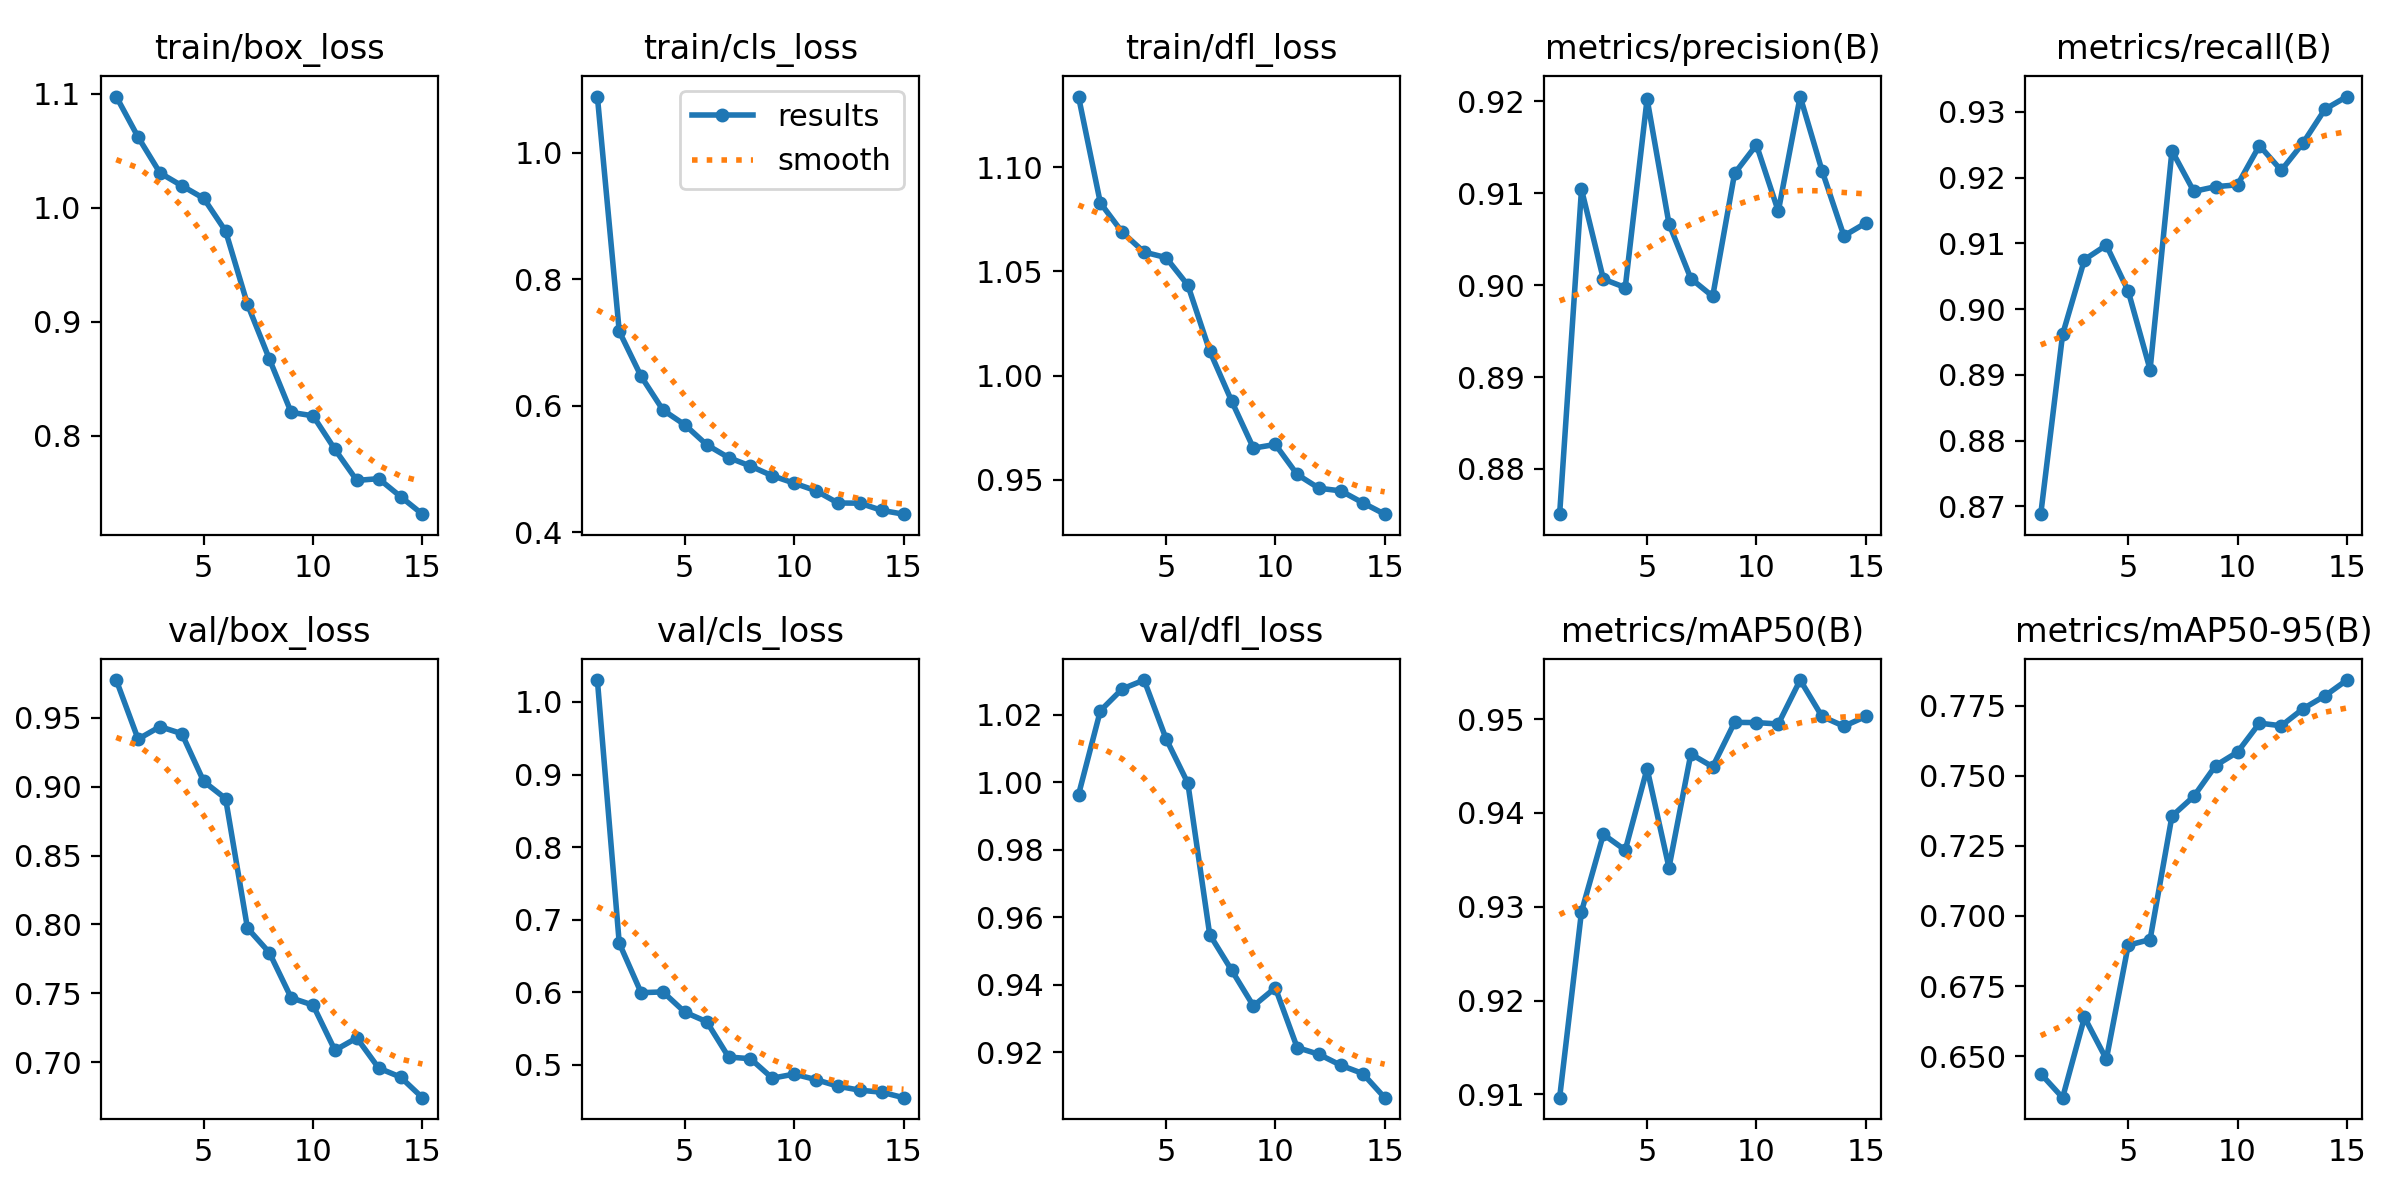 train/box_loss
1.1
1.0
0.9
0.8
5 10 15
train/cls_loss
results
smooth
1.0
0.8
0.6
0.4
5 10 15
train/dfl_loss
1.10
1.05
1.00
0.95
5 10 15
metrics/precision(B)
0.92
0.91
0.90
0.89
0.88
5 10 15
metrics/recall(B)
0.93
0.92
0.91
0.90
0.89
0.88
0.87
5 10 15
val/box_loss
0.95
0.90
0.85
0.80
0.75
0.70
5 10 15
val/cls_loss
1.0
0.9
0.8
0.7
0.6
0.5
5 10 15
val/dfl_loss
1.02
1.00
0.98
0.96
0.94
0.92
5 10 15
metrics/mAP50(B)
0.95
0.94
0.93
0.92
0.91
5 10 15
metrics/mAP50-95(B)
0.775
0.750
0.725
0.700
0.675
0.650
5 10 15